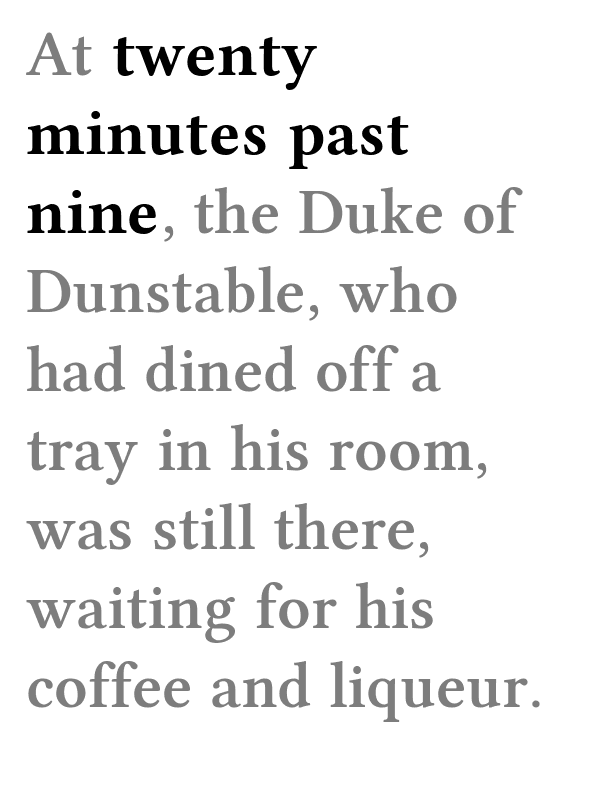 At twenty
minutes past
nine, the Duke of
Dunstable, who
had dined off a
tray in his room,
was still there,
waiting for his
coffee and liqueur.